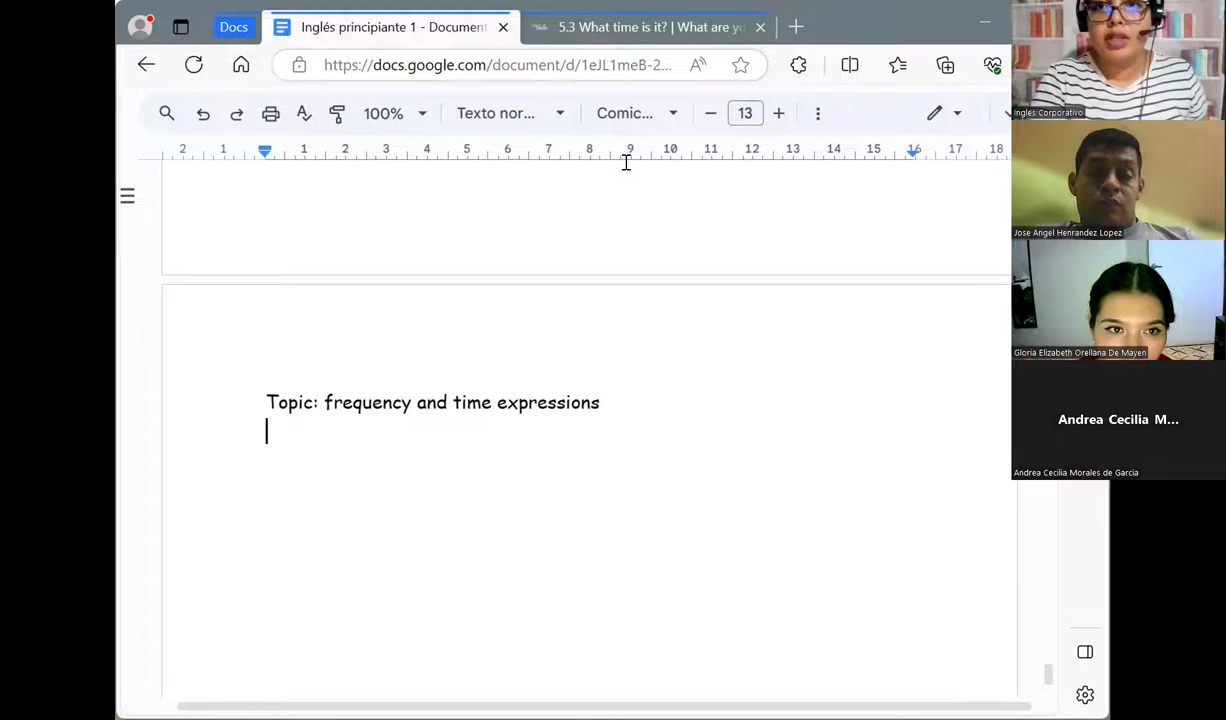 Docs
Inglés principiante 1 - Document
5.3 What time is it? | What are yo
https://docs.google.com/document/d/1eJL1meB-2...
100%
Texto nor...
Comic...
13
2 1 1 2 3 4 5 6 7 8 9 10 11 12 13 14 15 16 17 18
Topic: frequency and time expressions
Ingles Corporativo
Jose Angel Henrandez Lopez
Gloria Elizabeth Orellana De Mayen
Andrea Cecilia M...
Andrea Cecilia Morales de Garcia